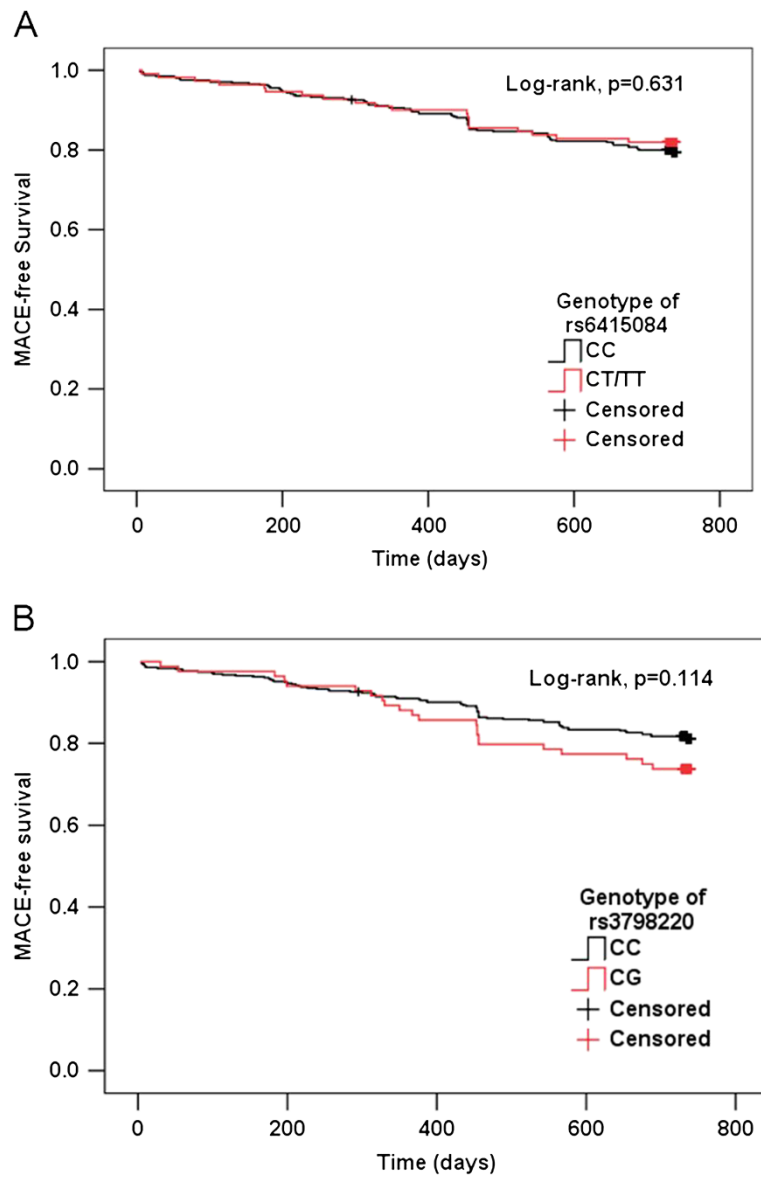 A
1.0
0.8
0.6
0.4
0.2
0.0
MACE-free Survival
Log-rank, p=0.631
Genotype of
rs6415084
CC
CT/TT
Censored
Censored
0 200 400 600 800
Time (days)
B
1.0
0.8
0.6
0.4
0.2
0.0
MACE-free suvival
Log-rank, p=0.114
Genotype of
rs3798220
CC
CG
Censored
Censored
0 200 400 600 800
Time (days)